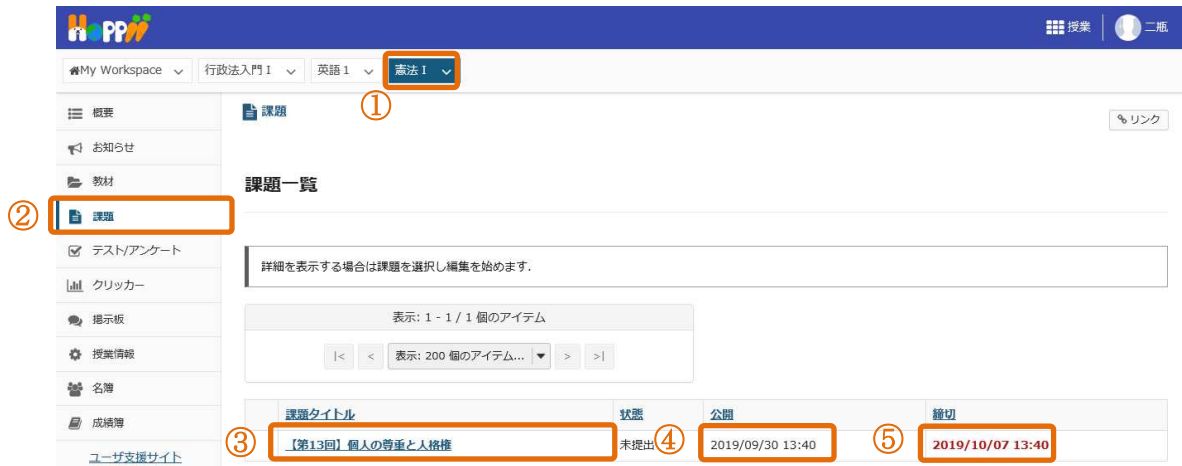 HoppII
授業
二瓶
My Workspace
行政法入門 I
英語 1
憲法 I
①
概要
課題
リンク
お知らせ
教材
課題一覧
②
課題
テスト/アンケート
詳細を表示する場合は課題を選択し編集を始めます.
クリッカー
掲示板
表示: 1 - 1 / 1 個のアイテム
授業情報
|< < 表示: 200 個のアイテム... > >|
名簿
成績簿
課題タイトル 状態 公開 締切
③ 【第13回】個人の尊重と人格権 未提出 ④ 2019/09/30 13:40 ⑤ 2019/10/07 13:40
ユーザ支援サイト